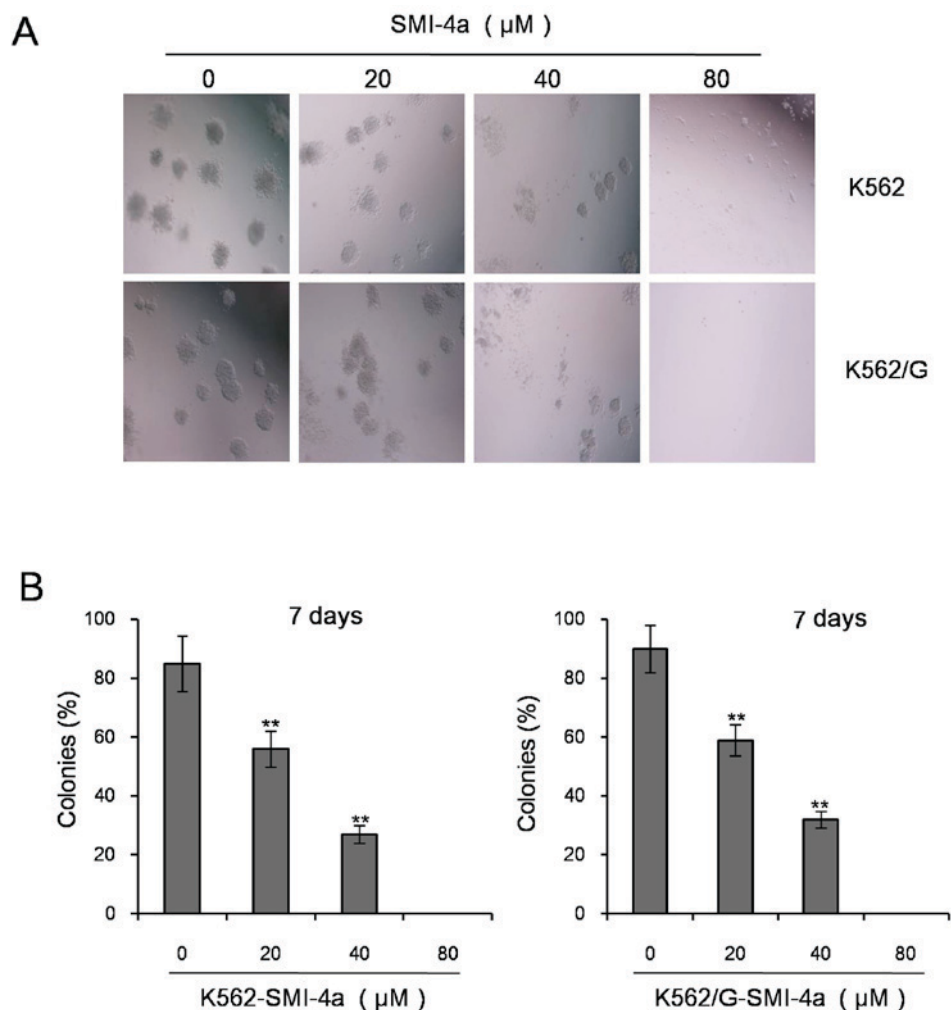 A
SMI-4a ( μM )
0 20 40 80
K562
K562/G
B
7 days
Colonies (%)
100
80
60
40
20
0
**
**
0 20 40 80
K562-SMI-4a ( μM )
7 days
Colonies (%)
100
80
60
40
20
0
**
**
0 20 40 80
K562/G-SMI-4a ( μM )